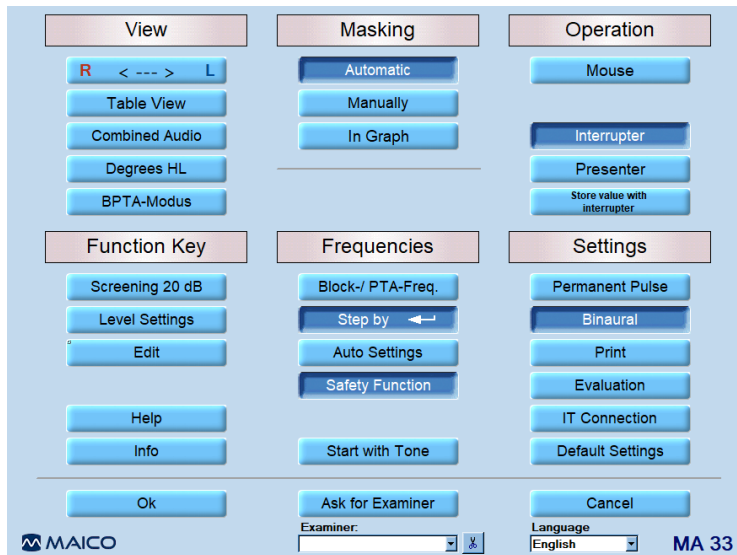 View
Masking
Operation
R < --- > L
Automatic
Mouse
Table View
Manually
Combined Audio
In Graph
Interrupter
Degrees HL
Presenter
BPTA-Modus
Store value with
interrupter
Function Key
Frequencies
Settings
Screening 20 dB
Block-/ PTA-Freq.
Permanent Pulse
Level Settings
Step by
Binaural
Edit
Auto Settings
Print
Safety Function
Evaluation
Help
IT Connection
Info
Start with Tone
Default Settings
Ok
Ask for Examiner
Cancel
Examiner:
Language
English
MAICO
MA 33